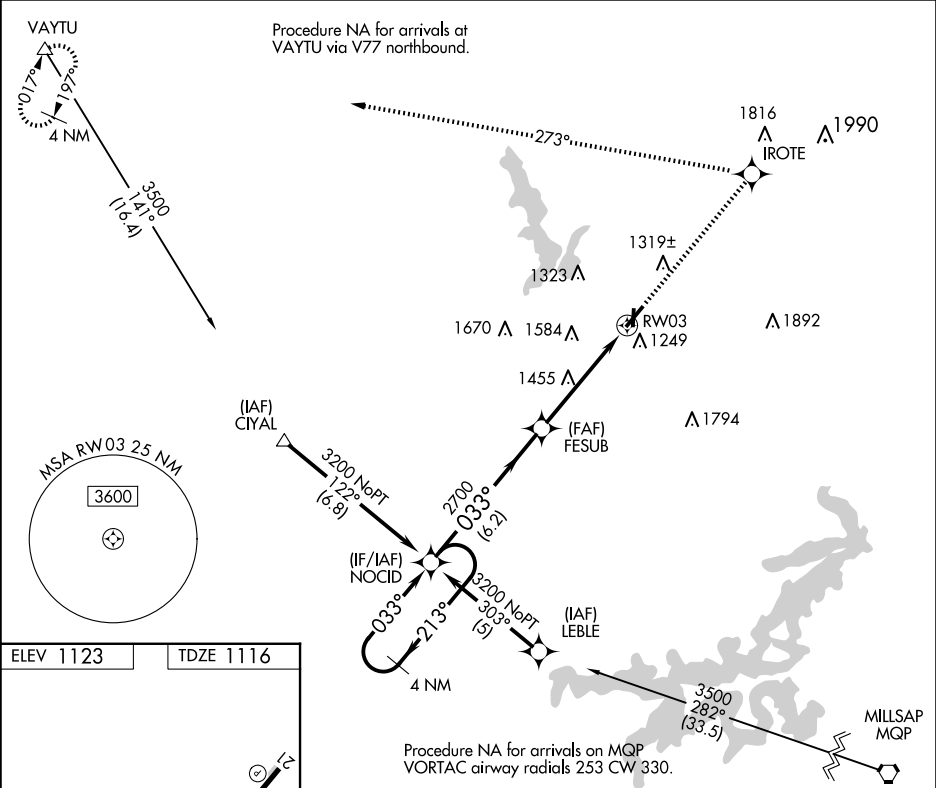 VAYTU
Procedure NA for arrivals at
VAYTU via V77 northbound.
017°
197°
4 NM
3500
141°
(16.4)
273°
1816
1990
IROTE
1319±
1323
1670
1584
RW03
1249
1892
1455
1794
(FAF)
FESUB
(IAF)
CIYAL
3200 NoPT
122°
(6.8)
2700
033°
(6.2)
MSA RW03 25 NM
3600
(IF/IAF)
NOCID
033°
213°
4 NM
3200 NoPT
303°
(5)
(IAF)
LEBLE
3500
282°
(33.5)
MILLSAP
MQP
Procedure NA for arrivals on MQP
VORTAC airway radials 253 CW 330.
ELEV 1123
TDZE 1116
P
21